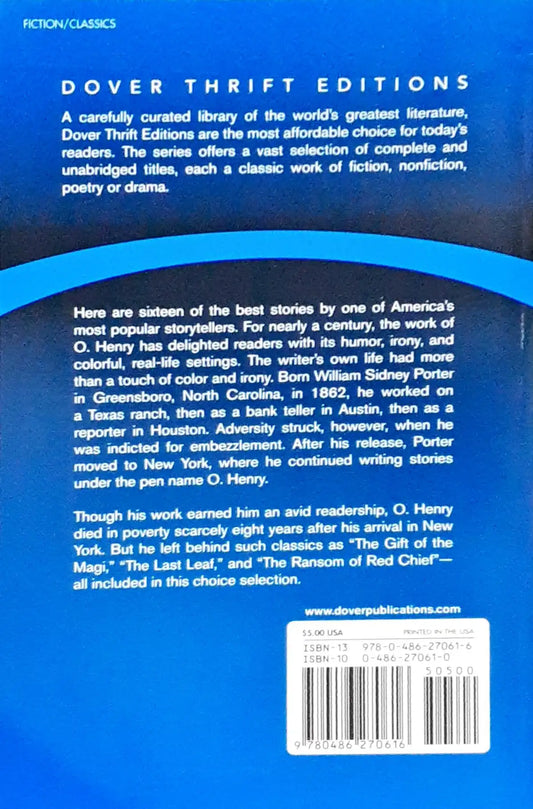 FICTION/CLASSICS
DOVER THRIFT EDITIONS
A carefully curated library of the world's greatest literature,
Dover Thrift Editions are the most affordable choice for today's
readers. The series offers a vast selection of complete and
unabridged titles, each a classic work of fiction, nonfiction,
poetry or drama.
Here are sixteen of the best stories by one of America's
most popular storytellers. For nearly a century, the work of
O. Henry has delighted readers with its humor, irony, and
colorful, real-life settings. The writer's own life had more
than a touch of color and irony. Born William Sidney Porter
in Greensboro, North Carolina, in 1862, he worked on
a Texas ranch, then as a bank teller in Austin, then as a
reporter in Houston. Adversity struck, however, when he
was indicted for embezzlement. After his release, Porter
moved to New York, where he continued writing stories
under the pen name O. Henry.
Though his work earned him an avid readership, O. Henry
died in poverty scarcely eight years after his arrival in New
York. But he left behind such classics as “The Gift of the
Magi,” “The Last Leaf,” and “The Ransom of Red Chief”—
all included in this choice selection.
www.doverpublications.com
$5.00 USA PRINTED IN THE USA
ISBN-13 978-0-486-27061-6
ISBN-10 0-486-27061-0
50500
9 780486 270616